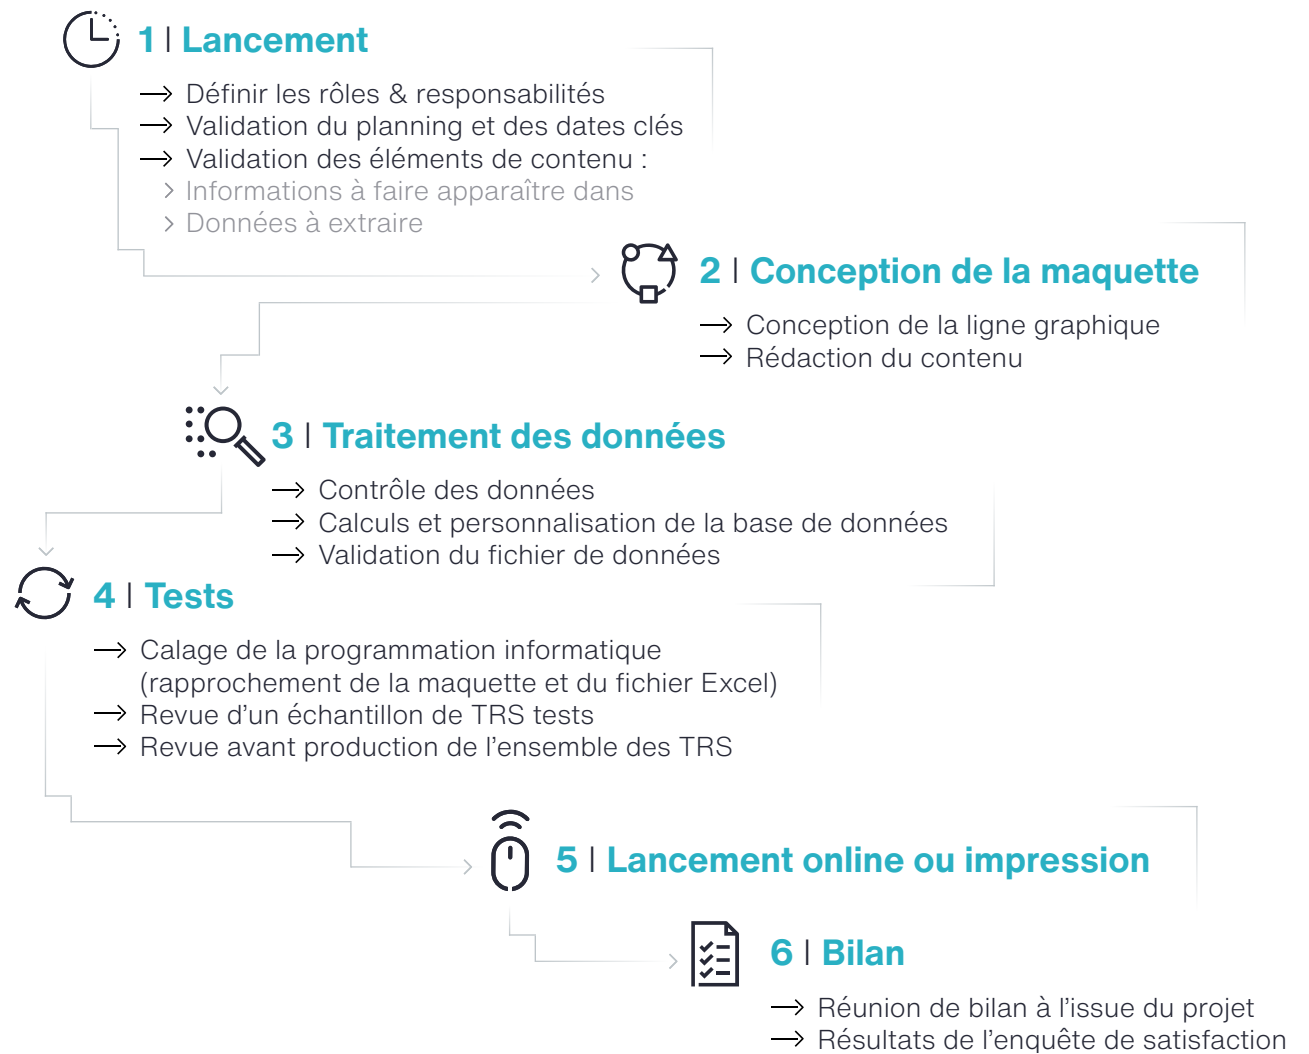 1 | Lancement
→ Définir les rôles & responsabilités
→ Validation du planning et des dates clés
→ Validation des éléments de contenu :
> Informations à faire apparaître dans
> Données à extraire
2 | Conception de la maquette
→ Conception de la ligne graphique
→ Rédaction du contenu
3 | Traitement des données
→ Contrôle des données
→ Calculs et personnalisation de la base de données
→ Validation du fichier de données
4 | Tests
→ Calage de la programmation informatique
(rapprochement de la maquette et du fichier Excel)
→ Revue d’un échantillon de TRS tests
→ Revue avant production de l’ensemble des TRS
5 | Lancement online ou impression
6 | Bilan
→ Réunion de bilan à l’issue du projet
→ Résultats de l’enquête de satisfaction